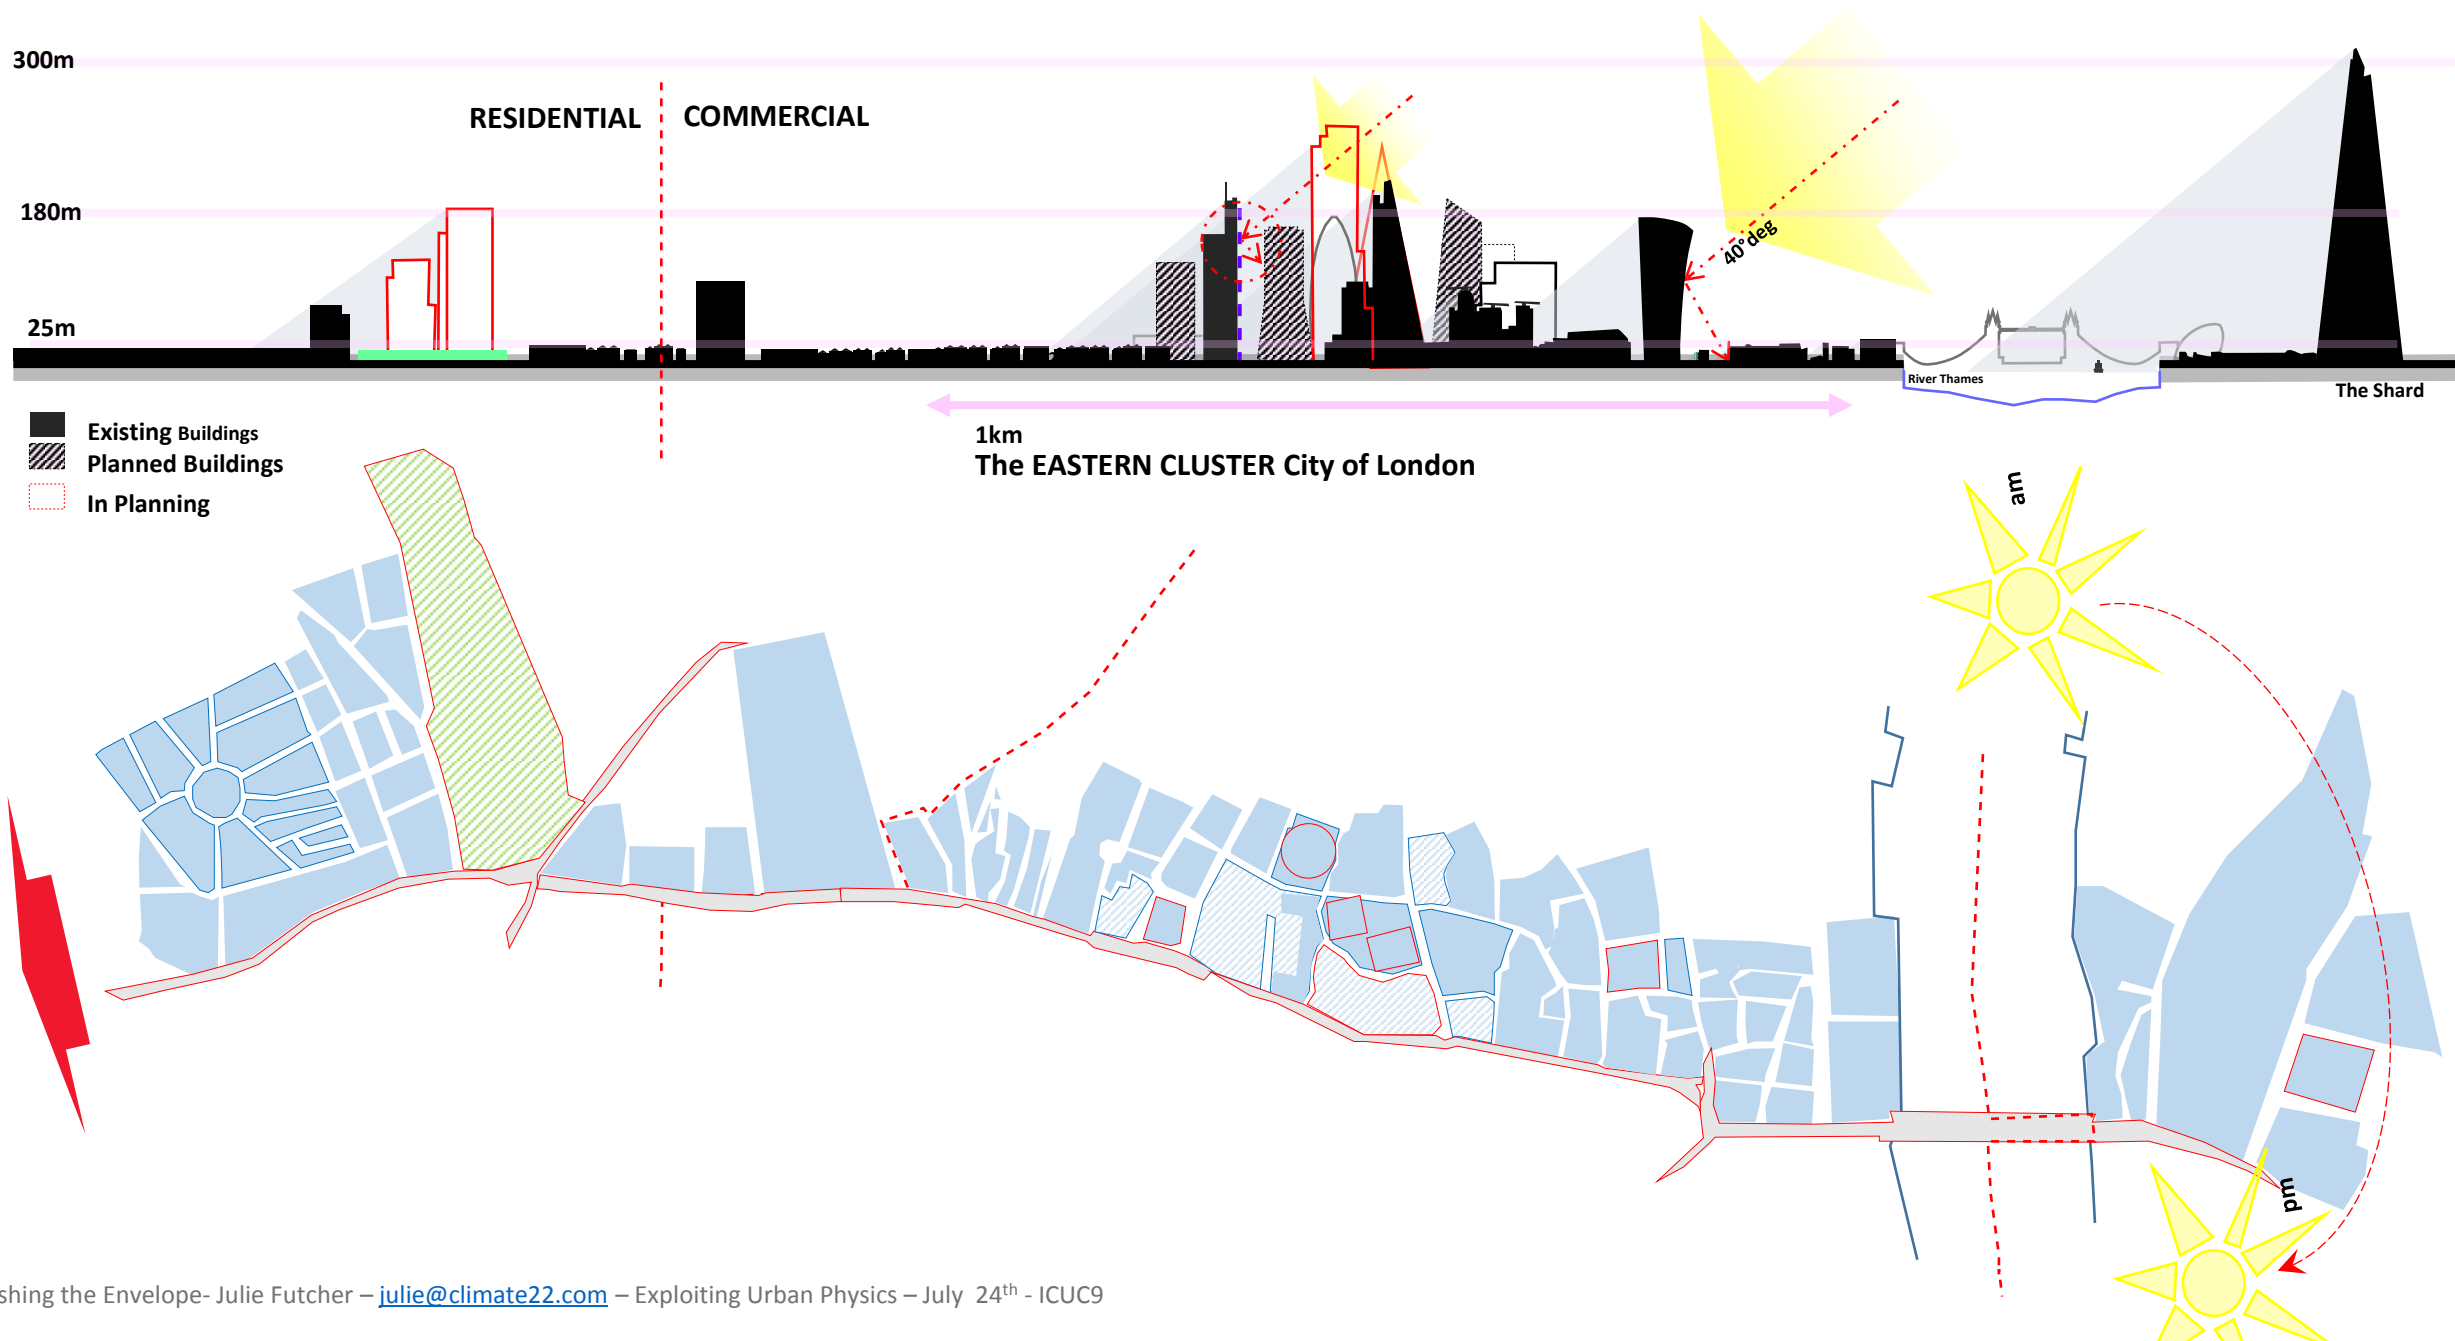 300m
RESIDENTIAL
COMMERCIAL
180m
40°deg
25m
River Thames
The Shard
Existing Buildings
Planned Buildings
In Planning
1km
The EASTERN CLUSTER City of London
am
pm
shing the Envelope- Julie Futcher – julie@climate22.com – Exploiting Urban Physics – July 24th - ICUC9